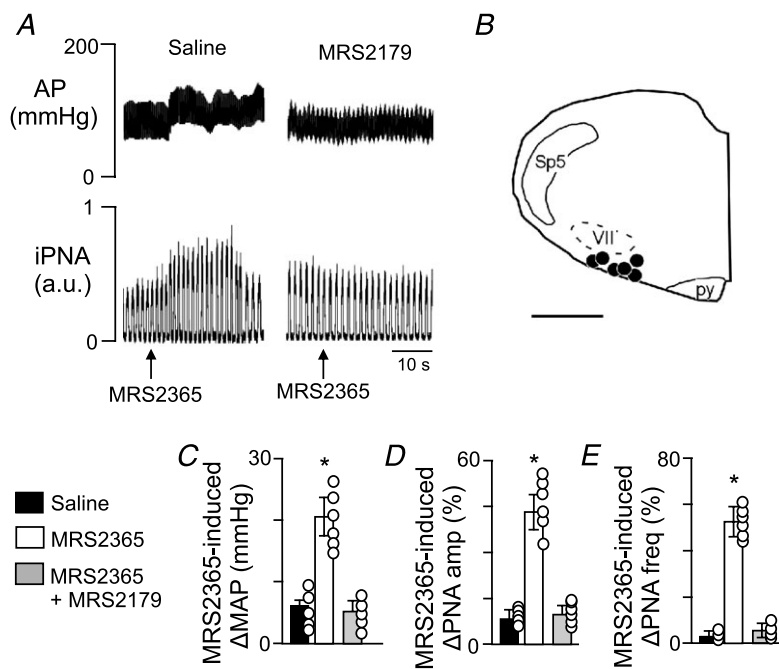 A
B
Saline
MRS2179
200
AP
(mmHg)
0
1
iPNA
(a.u.)
0
10 s
MRS2365
MRS2365
Sp5
VII
py
Saline
MRS2365
MRS2365
+ MRS2179
C
MRS2365-induced
ΔMAP (mmHg)
30
0
*
D
MRS2365-induced
ΔPNA amp (%)
60
0
*
E
MRS2365-induced
ΔPNA freq (%)
80
0
*